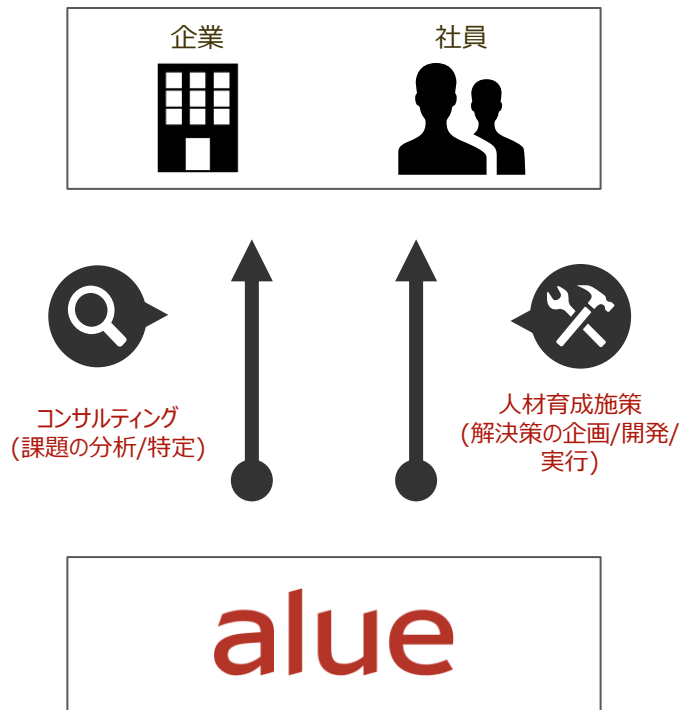 企業
社員
コンサルティング
(課題の分析/特定)
人材育成施策
(解決策の企画/開発/
実行)
alue